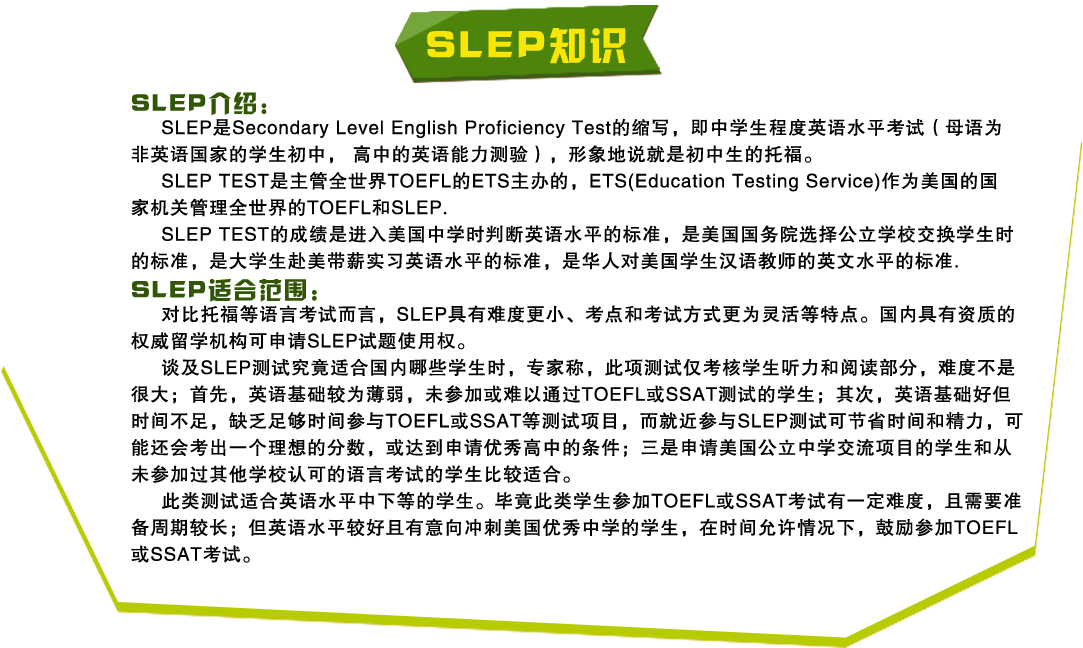 SLEP知识
SLEP介绍：
SLEP是Secondary Level English Proficiency Test的缩写，即中学生程度英语水平考试（母语为
非英语国家的学生初中， 高中的英语能力测验），形象地说就是初中生的托福。
SLEP TEST是主管全世界TOEFL的ETS主办的，ETS(Education Testing Service)作为美国的国
家机关管理全世界的TOEFL和SLEP.
SLEP TEST的成绩是进入美国中学时判断英语水平的标准，是美国国务院选择公立学校交换学生时
的标准，是大学生赴美带薪实习英语水平的标准，是华人对美国学生汉语教师的英文水平的标准.
SLEP适合范围：
对比托福等语言考试而言，SLEP具有难度更小、考点和考试方式更为灵活等特点。国内具有资质的
权威留学机构可申请SLEP试题使用权。
谈及SLEP测试究竟适合国内哪些学生时，专家称，此项测试仅考核学生听力和阅读部分，难度不是
很大；首先，英语基础较为薄弱，未参加或难以通过TOEFL或SSAT测试的学生；其次，英语基础好但
时间不足，缺乏足够时间参与TOEFL或SSAT等测试项目，而就近参与SLEP测试可节省时间和精力，可
能还会考出一个理想的分数，或达到申请优秀高中的条件；三是申请美国公立中学交流项目的学生和从
未参加过其他学校认可的语言考试的学生比较适合。
此类测试适合英语水平中下等的学生。毕竟此类学生参加TOEFL或SSAT考试有一定难度，且需要准
备周期较长；但英语水平较好且有意向冲刺美国优秀中学的学生，在时间允许情况下，鼓励参加TOEFL
或SSAT考试。